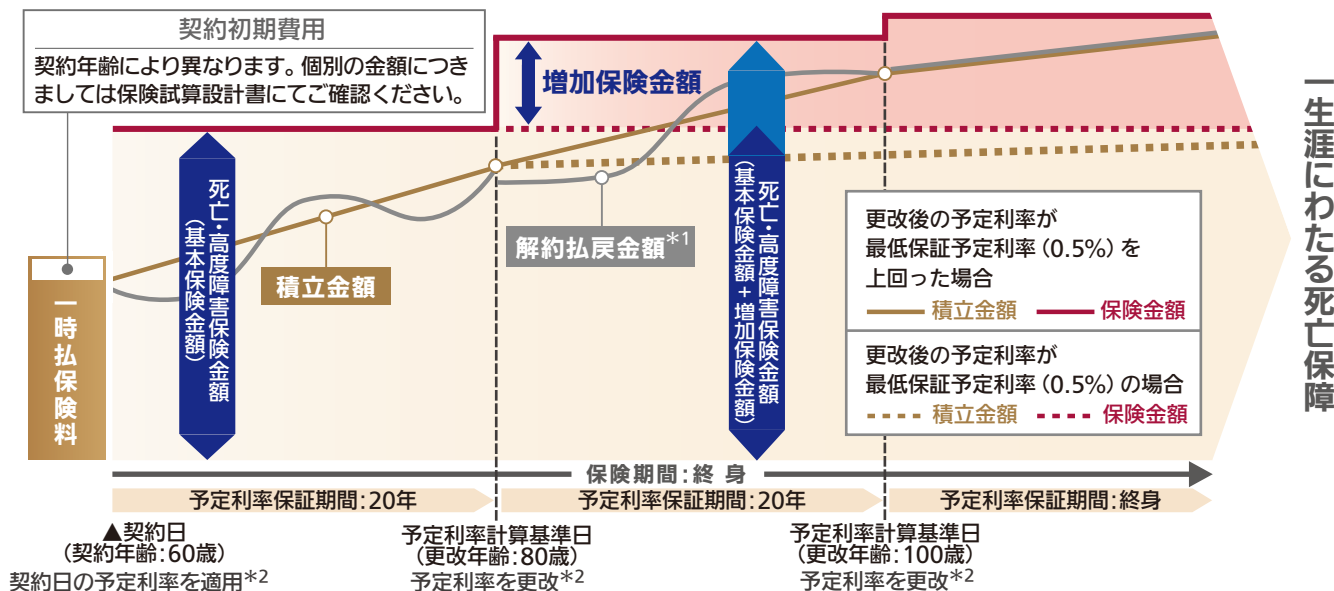 契約初期費用
契約年齢により異なります。個別の金額につき
ましては保険試算設計書にてご確認ください。
増加保険金額
死亡・高度障害保険金額
（基本保険金額）
積立金額
解約払戻金額＊1
死亡・高度障害保険金額
（基本保険金額＋増加保険金額）
一時払保険料
更改後の予定利率が
最低保証予定利率（0.5%）を
上回った場合
積立金額 保険金額
更改後の予定利率が
最低保証予定利率（0.5%）の場合
積立金額 保険金額
一生涯にわたる死亡保障
保険期間：終 身
予定利率保証期間：20年
予定利率保証期間：20年
予定利率保証期間：終身
▲契約日
（契約年齢：60歳）
契約日の予定利率を適用＊2
予定利率計算基準日
（更改年齢：80歳）
予定利率を更改＊2
予定利率計算基準日
（更改年齢：100歳）
予定利率を更改＊2